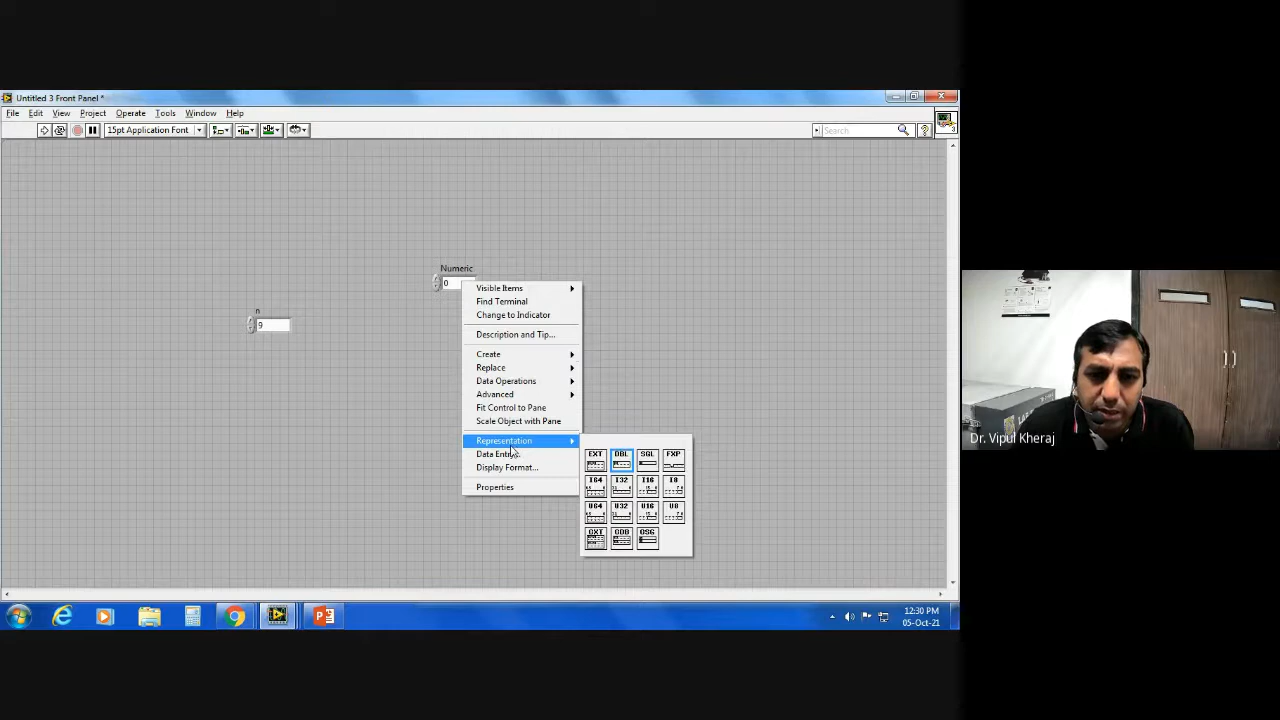 Untitled 3 Front Panel *
File Edit View Project Operate Tools Window Help
15pt Application Font
Search
?
3
Numeric
0
n
9
Visible Items
Find Terminal
Change to Indicator
Description and Tip...
Create
Replace
Data Operations
Advanced
Fit Control to Pane
Scale Object with Pane
Representation
Data Entry...
Display Format...
Properties
EXT DBL SGL FXP
I64 I32 I16 I8
U64 U32 U16 U8
CXT CDB CSG
12:30 PM
05-Oct-21
Dr. Vipul Kheraj